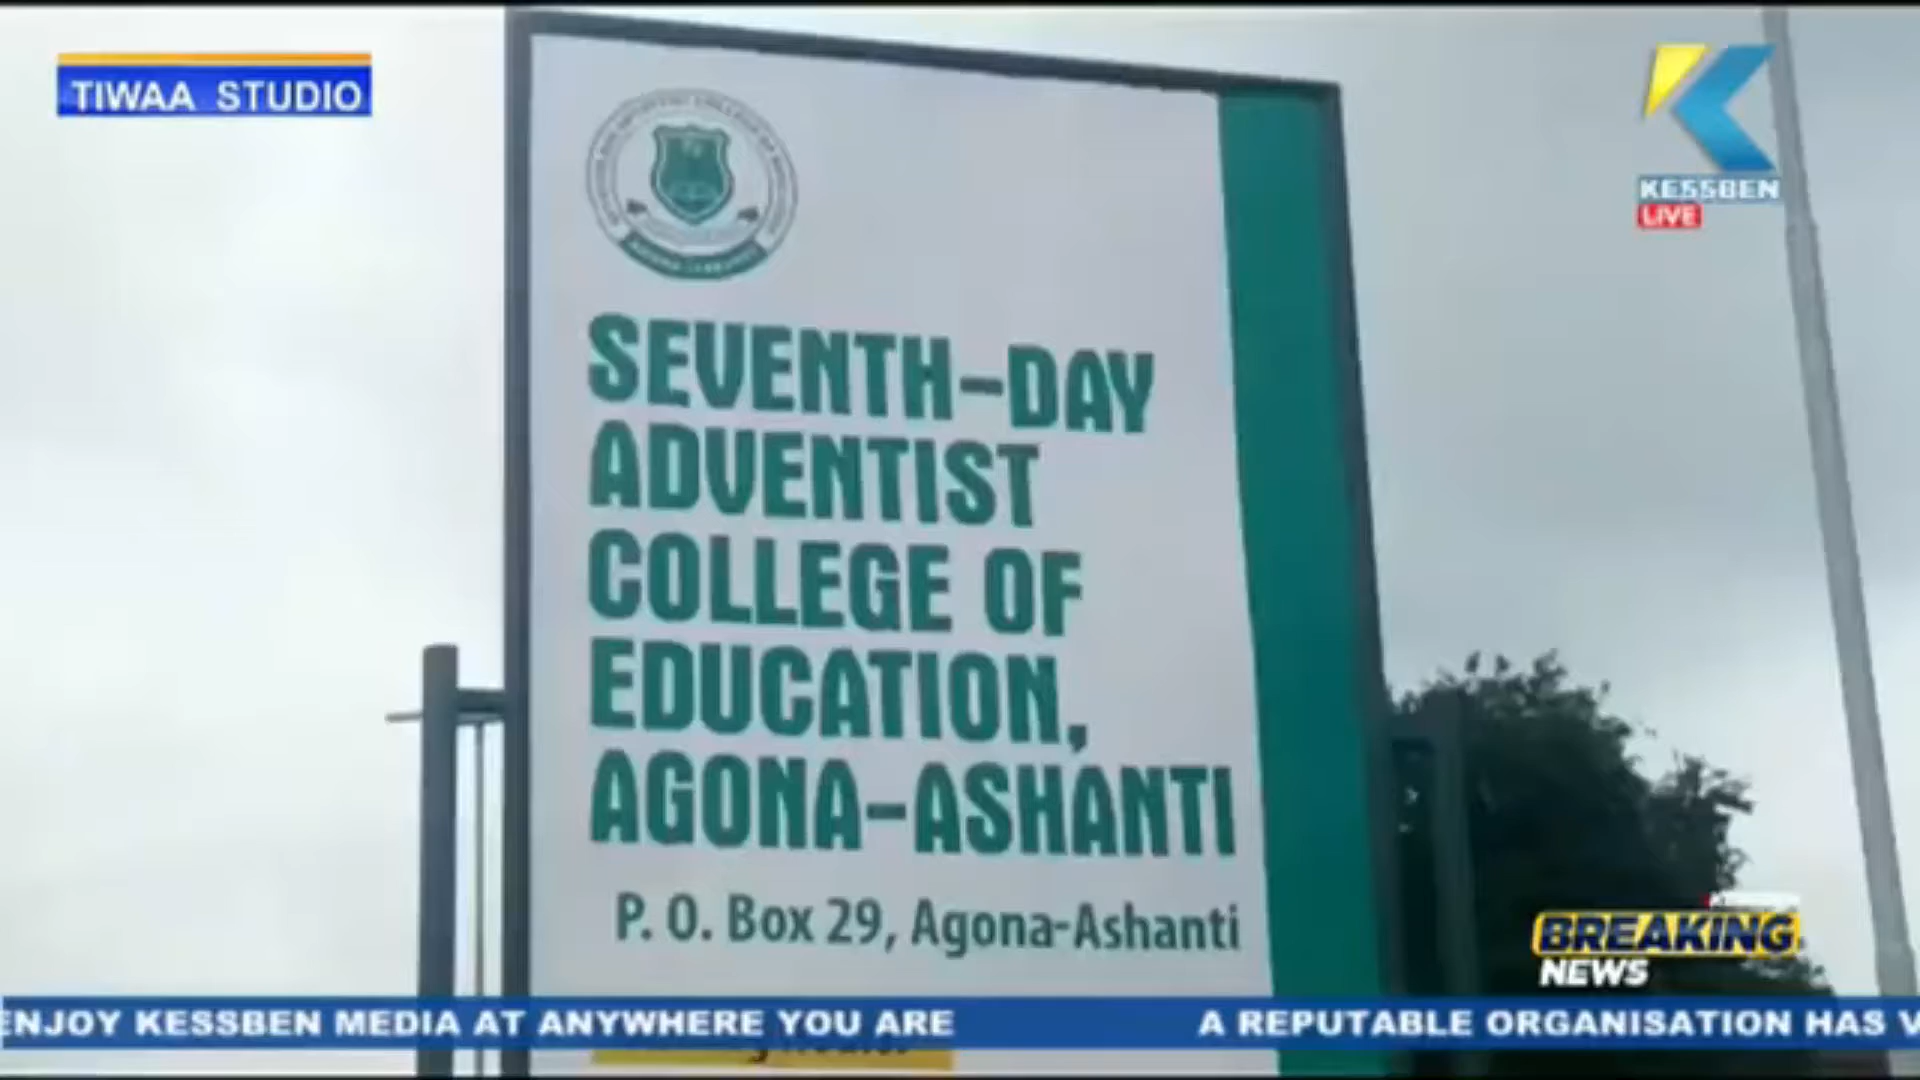 TIWAA STUDIO
KESSBEN
LIVE
SEVENTH-DAY
ADVENTIST
COLLEGE OF
EDUCATION,
AGONA-ASHANTI
P. O. Box 29, Agona-Ashanti
BREAKING
NEWS
ENJOY KESSBEN MEDIA AT ANYWHERE YOU ARE
A REPUTABLE ORGANISATION HAS V